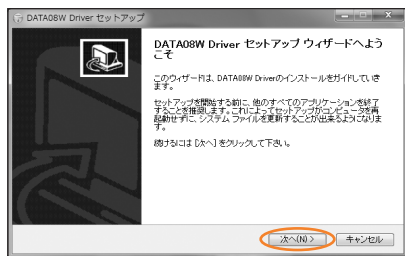 DATA08W Driver セットアップ
DATA08W Driver セットアップ ウィザードへよう
こそ
このウィザードは、DATA08W Driverのインストールをガイドしていき
ます。
セットアップを開始する前に、他のすべてのアプリケーションを終了
することを推奨します。これによってセットアップがコンピュータを再
起動せずに、システム ファイルを更新することが出来るようになりま
す。
続けるには [次へ] をクリックして下さい。
次へ(N) >
キャンセル